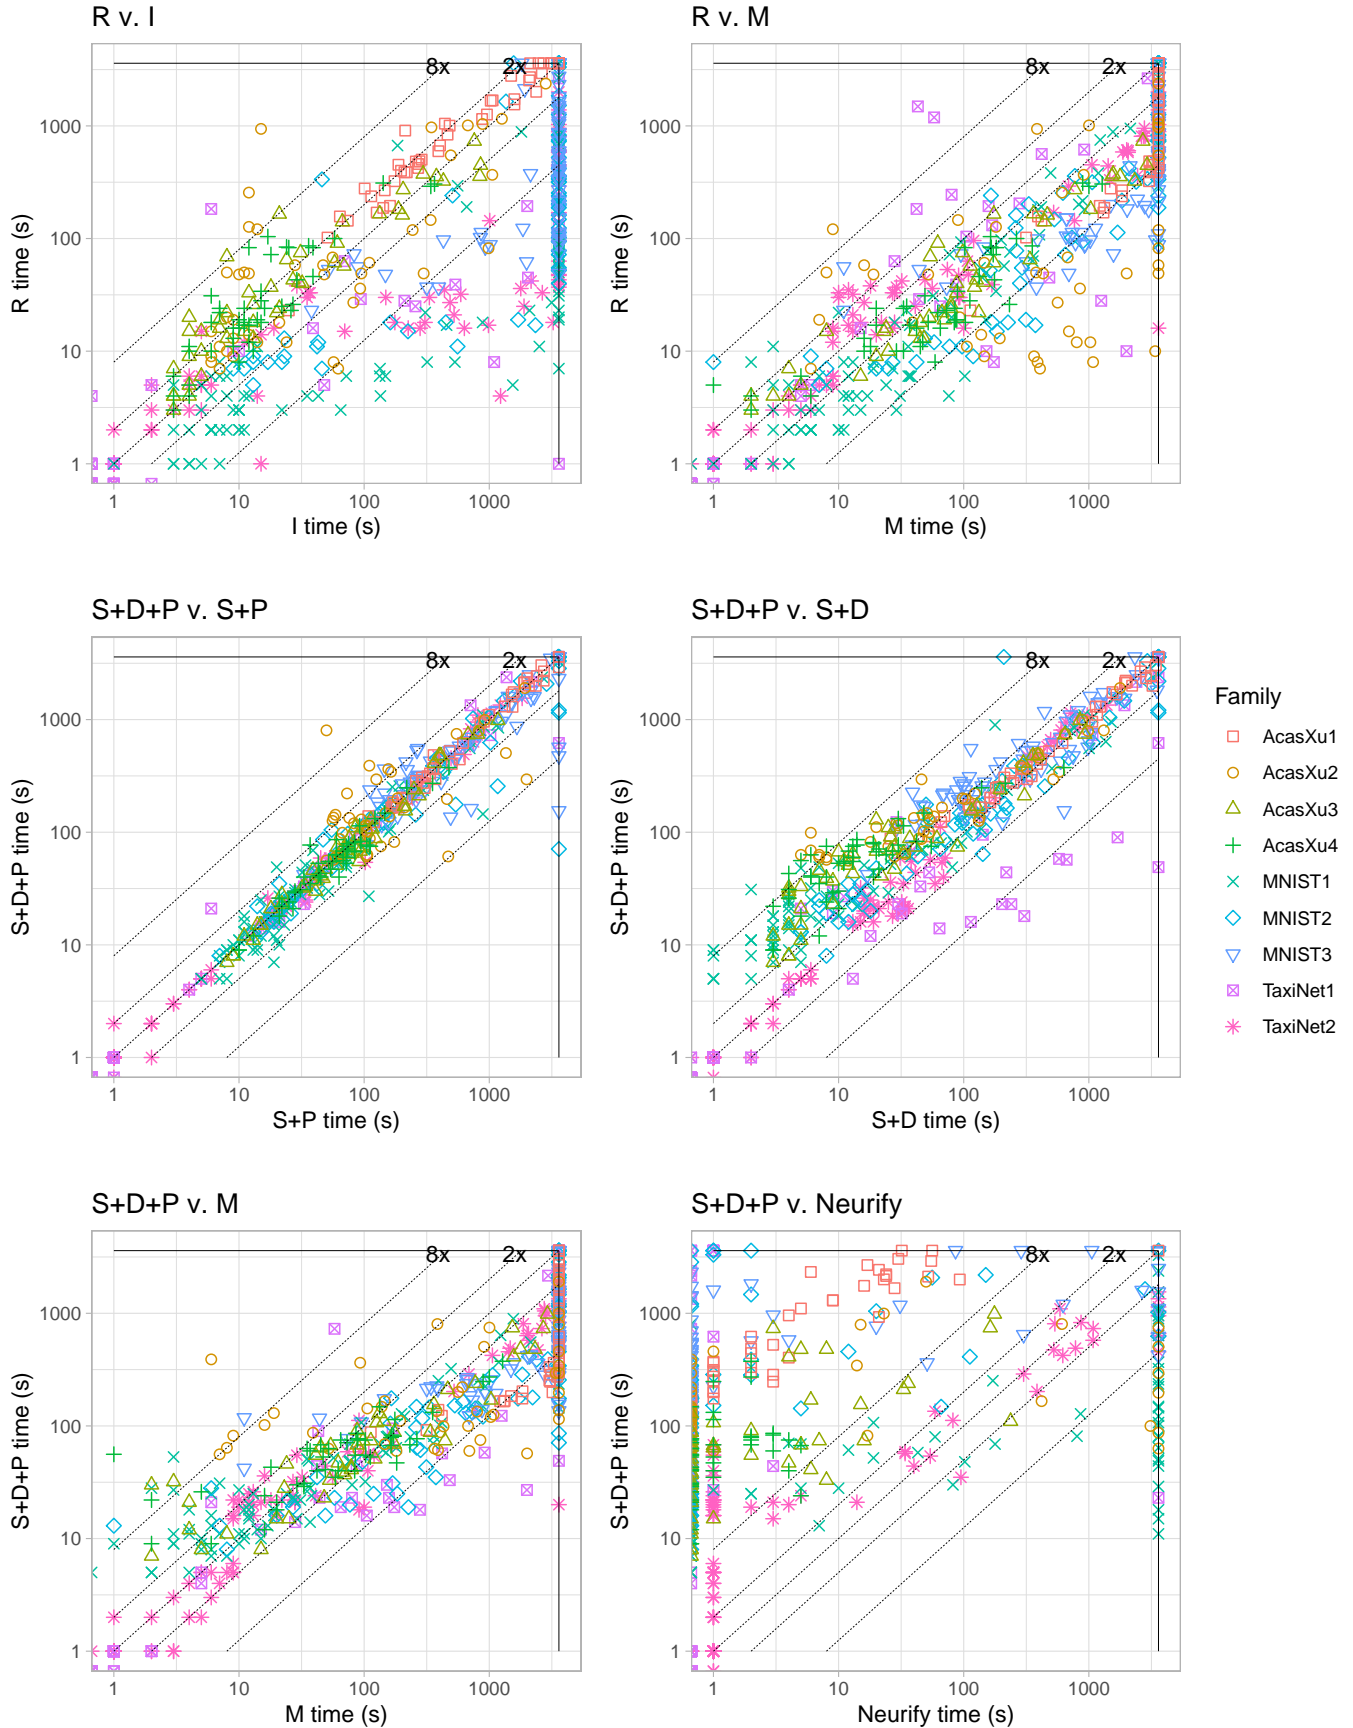 R v. I
R v. M
8x 2x
8x 2x
1000
100
10
1
1000
100
10
1
R time (s)
R time (s)
1 10 100 1000
1 10 100 1000
I time (s)
M time (s)
S+D+P v. S+P
S+D+P v. S+D
8x 2x
8x 2x
1000
100
10
1
1000
100
10
1
S+D+P time (s)
S+D+P time (s)
1 10 100 1000
1 10 100 1000
S+P time (s)
S+D time (s)
Family
AcasXu1
AcasXu2
AcasXu3
AcasXu4
MNIST1
MNIST2
MNIST3
TaxiNet1
TaxiNet2
S+D+P v. M
S+D+P v. Neurify
8x 2x
8x 2x
1000
100
10
1
1000
100
10
1
S+D+P time (s)
S+D+P time (s)
1 10 100 1000
1 10 100 1000
M time (s)
Neurify time (s)